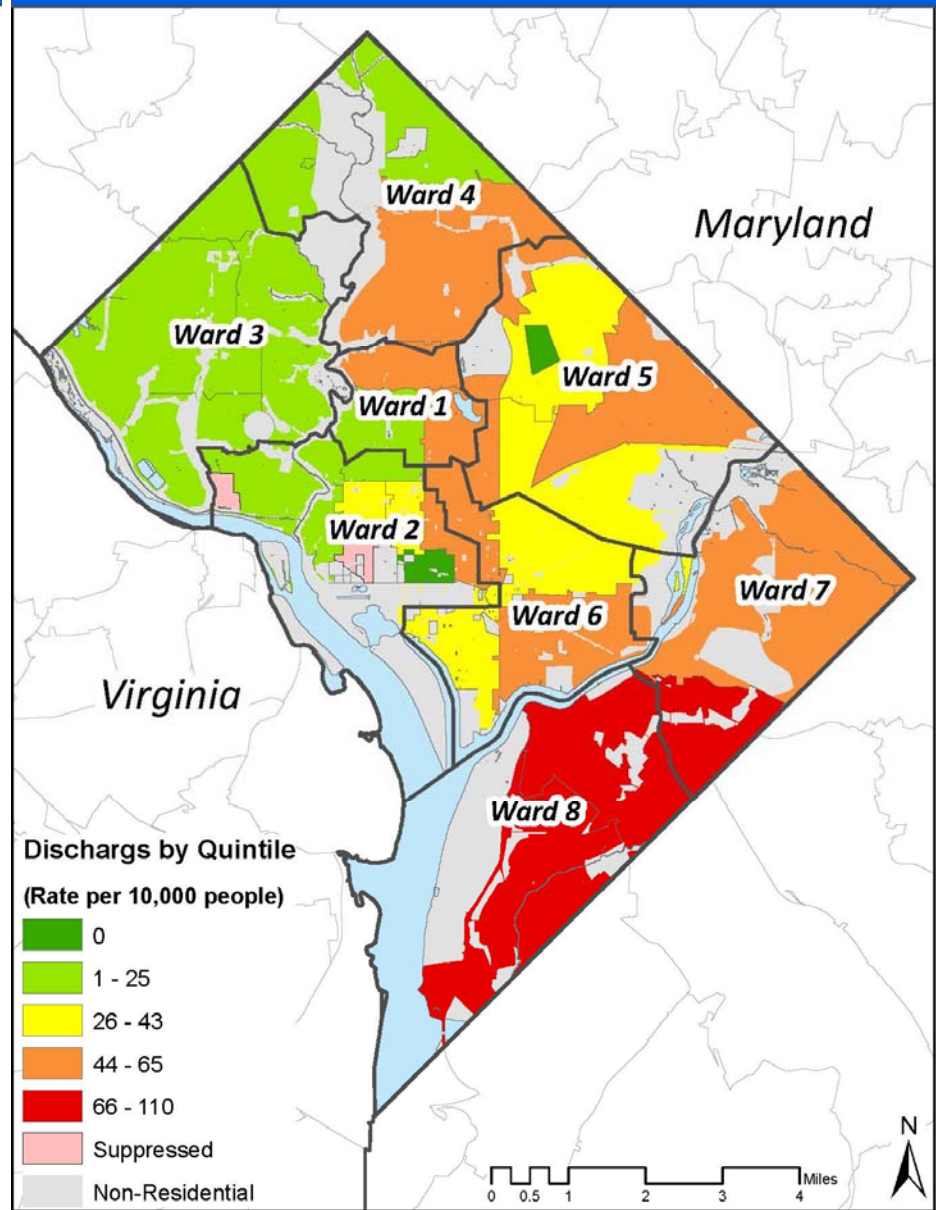 Ward 4
Maryland
Ward 3
Ward 5
Ward 1
Ward 2
Ward 7
Ward 6
Virginia
Ward 8
Dischargs by Quintile
(Rate per 10,000 people)
0
1 - 25
26 - 43
44 - 65
66 - 110
Suppressed
Non-Residential
N
Miles
0 0.5 1 2 3 4